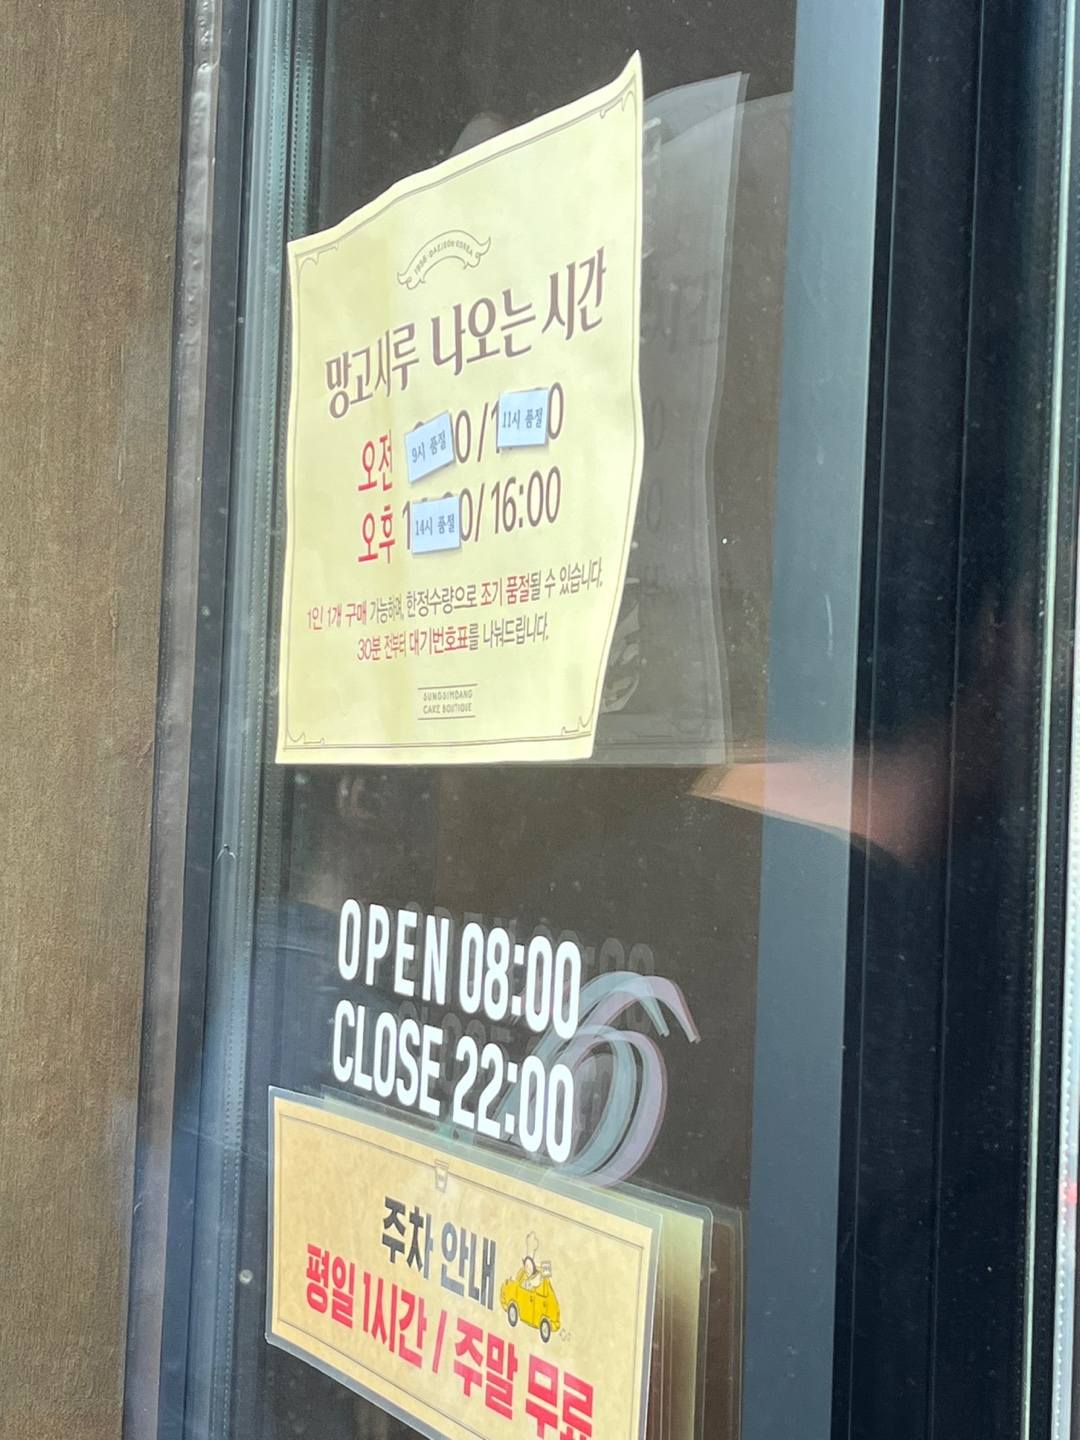 1956·DAEJEON·KOREA
망고시루 나오는 시간
오전 9시 품절 0 / 1 11시 품절 0
오후 1 14시 품절 0 / 16:00
1인 1개 구매 가능하며, 한정수량으로 조기 품절될 수 있습니다.
30분 전부터 대기번호표를 나눠드립니다.
SUNGSIMDANG
CAKE BOUTIQUE
OPEN 08:00
CLOSE 22:00
주차 안내
평일 1시간 / 주말 무료